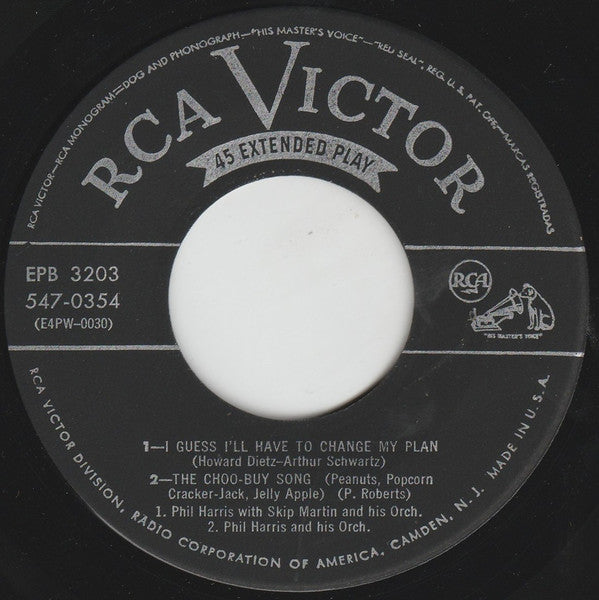 RCA VICTOR—RCA MONOGRAM—DOG AND PHONOGRAPH—"HIS MASTER'S VOICE"—"RED SEAL", REG. U. S. PAT. OFF.—MARCAS REGISTRADAS
RCA VICTOR
45 EXTENDED PLAY
EPB 3203
547-0354
(E4PW-0030)
RCA
"HIS MASTER'S VOICE"
1—I GUESS I'LL HAVE TO CHANGE MY PLAN
(Howard Dietz-Arthur Schwartz)
2—THE CHOO-BUY SONG (Peanuts, Popcorn
Cracker-Jack, Jelly Apple) (P. Roberts)
1. Phil Harris with Skip Martin and his Orch.
2. Phil Harris and his Orch.
RCA VICTOR DIVISION, RADIO CORPORATION OF AMERICA, CAMDEN, N. J. MADE IN U. S. A.